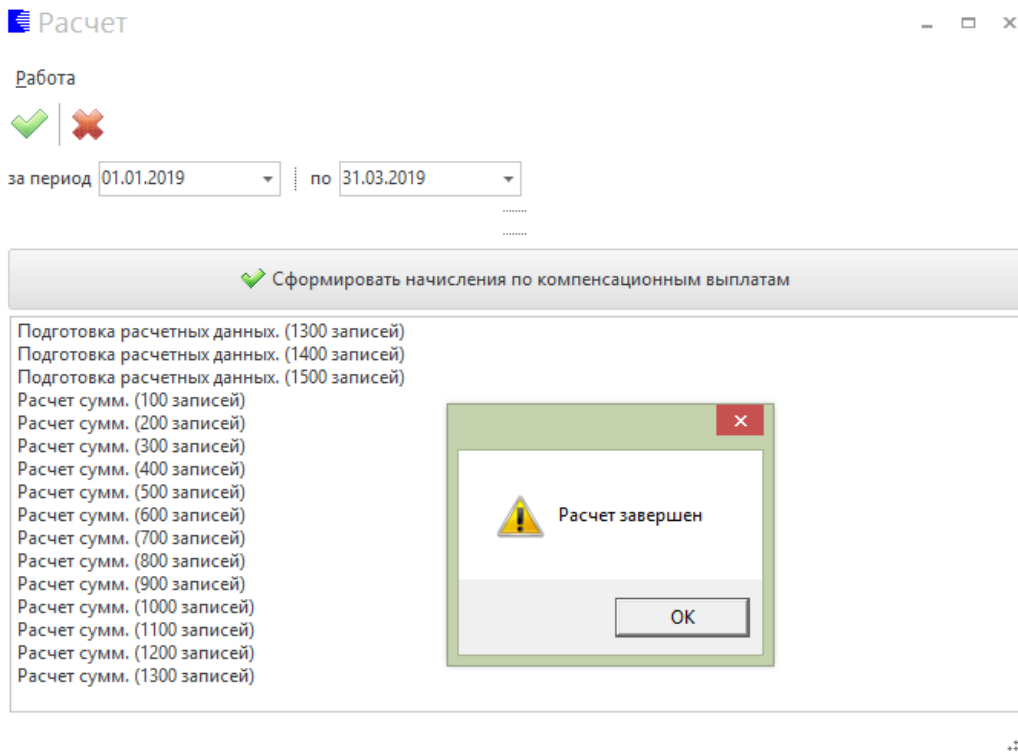 Расчет
Работа
за период 01.01.2019 по 31.03.2019
Сформировать начисления по компенсационным выплатам
Подготовка расчетных данных. (1300 записей)
Подготовка расчетных данных. (1400 записей)
Подготовка расчетных данных. (1500 записей)
Расчет сумм. (100 записей)
Расчет сумм. (200 записей)
Расчет сумм. (300 записей)
Расчет сумм. (400 записей)
Расчет сумм. (500 записей)
Расчет сумм. (600 записей)
Расчет сумм. (700 записей)
Расчет сумм. (800 записей)
Расчет сумм. (900 записей)
Расчет сумм. (1000 записей)
Расчет сумм. (1100 записей)
Расчет сумм. (1200 записей)
Расчет сумм. (1300 записей)
Расчет завершен
ОК